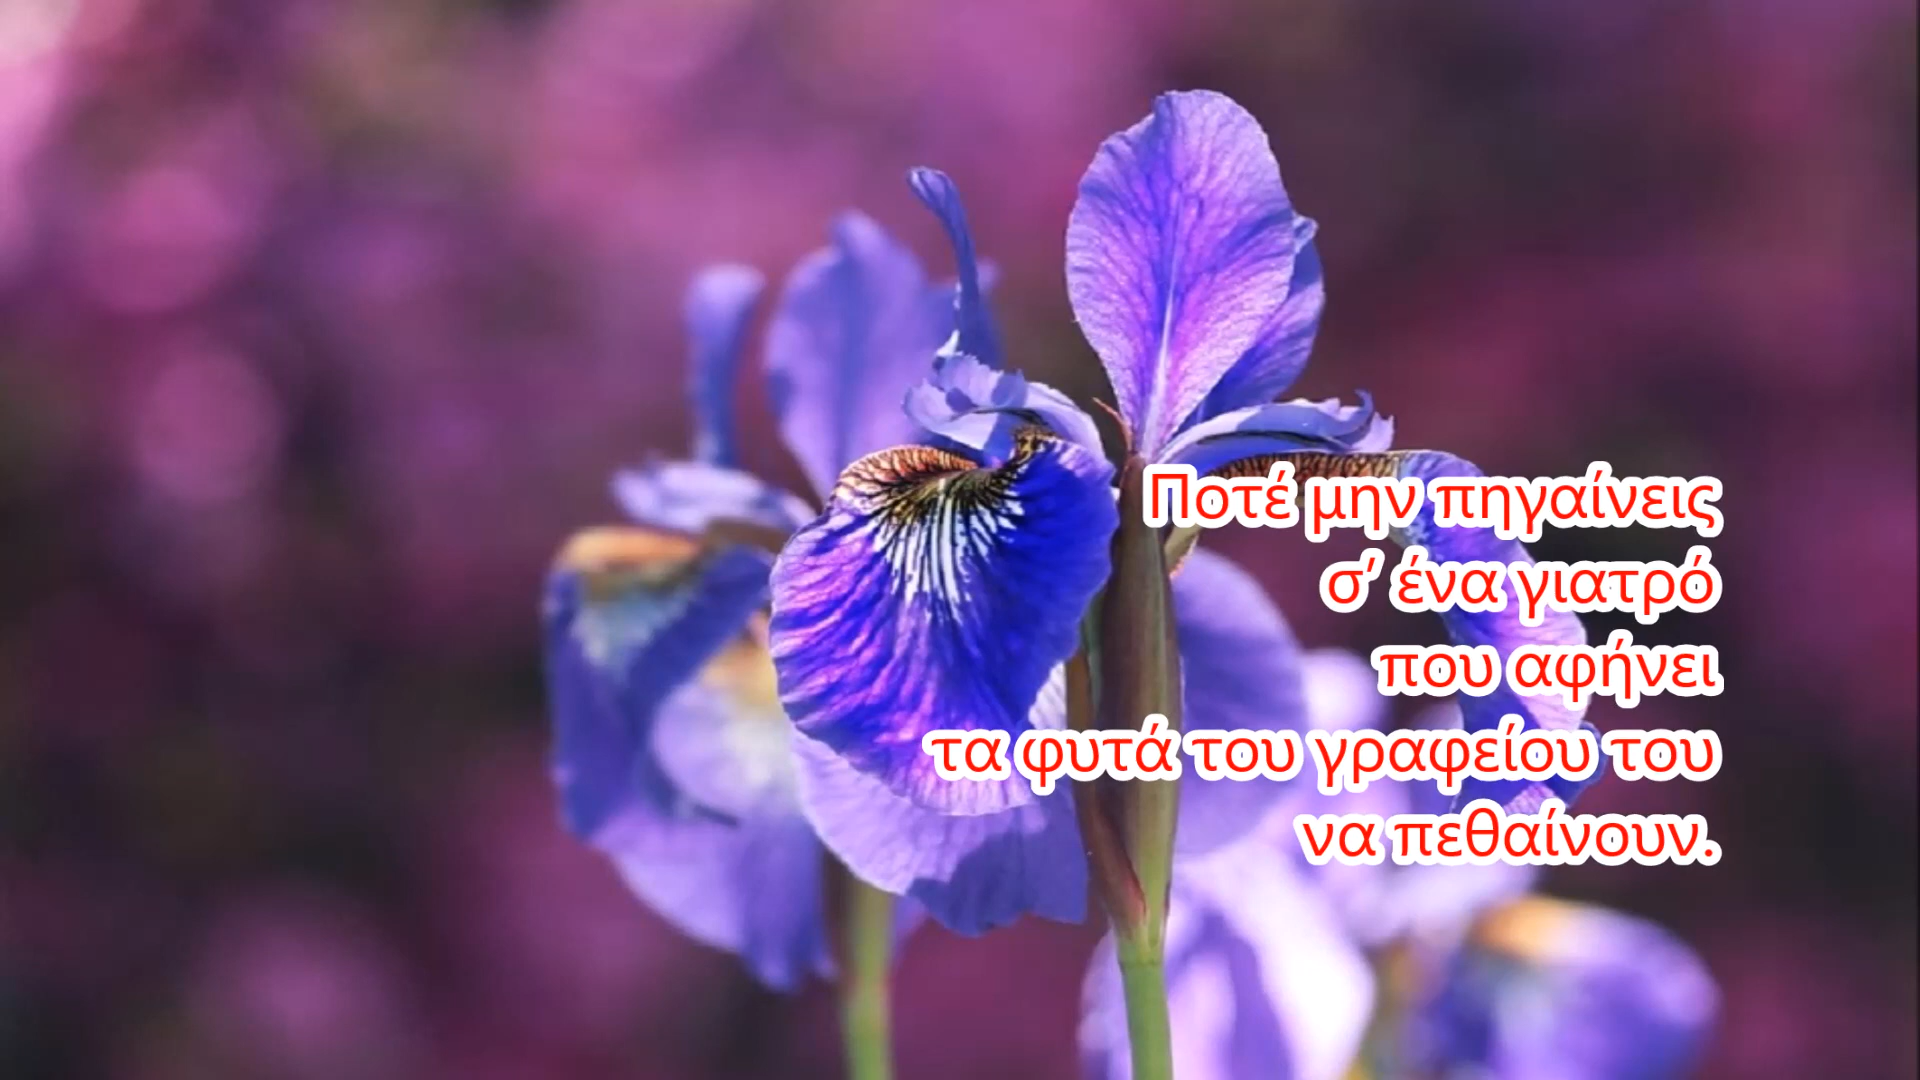 Ποτέ μην πηγαίνεις
σ’ ένα γιατρό
που αφήνει
τα φυτά του γραφείου του
να πεθαίνουν.